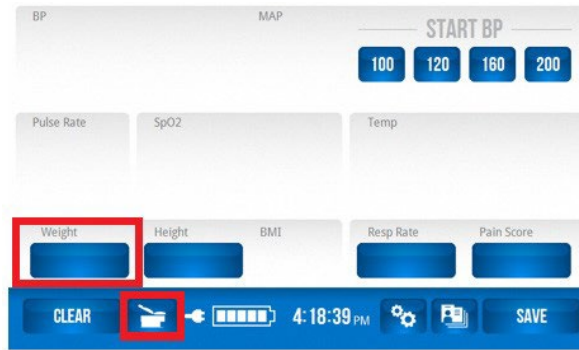 BP MAP START BP
100 120 160 200
Pulse Rate SpO2 Temp
Weight Height BMI Resp Rate Pain Score
CLEAR 4:18:39 PM SAVE